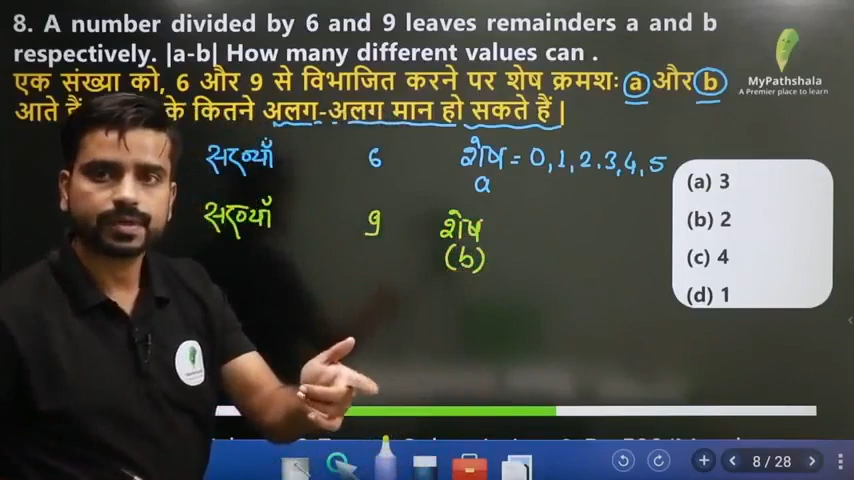 8. A number divided by 6 and 9 leaves remainders a and b
respectively. |a-b| How many different values can .
एक संख्या को, 6 और 9 से विभाजित करने पर शेष क्रमशः a और b
आते हैं के कितने अलग-अलग मान हो सकते हैं |
MyPathshala
A Premier place to learn
संख्याँ 6 शेष = 0, 1, 2, 3, 4, 5
a
संख्याँ 9 शेष
(b)
(a) 3
(b) 2
(c) 4
(d) 1
8 / 28